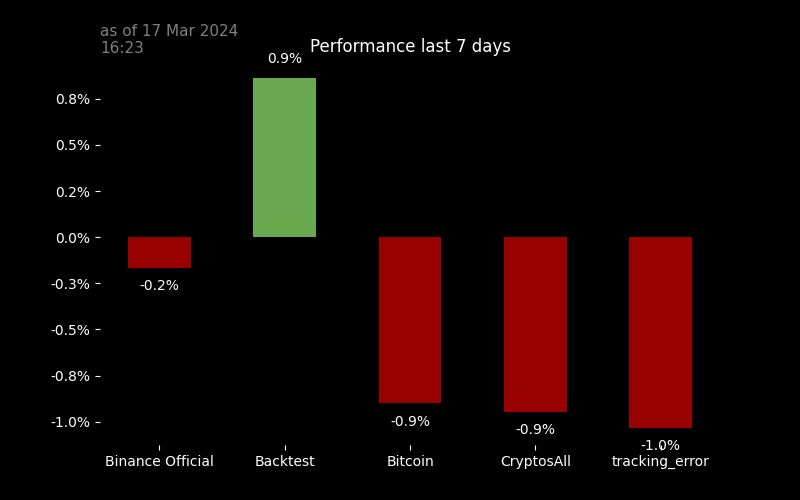 as of 17 Mar 2024
16:23
Performance last 7 days
0.9%
0.8%
0.5%
0.2%
0.0%
-0.3%
-0.2%
-0.5%
-0.8%
-1.0%
-0.9%
-0.9%
-1.0%
Binance Official
Backtest
Bitcoin
CryptosAll
tracking_error